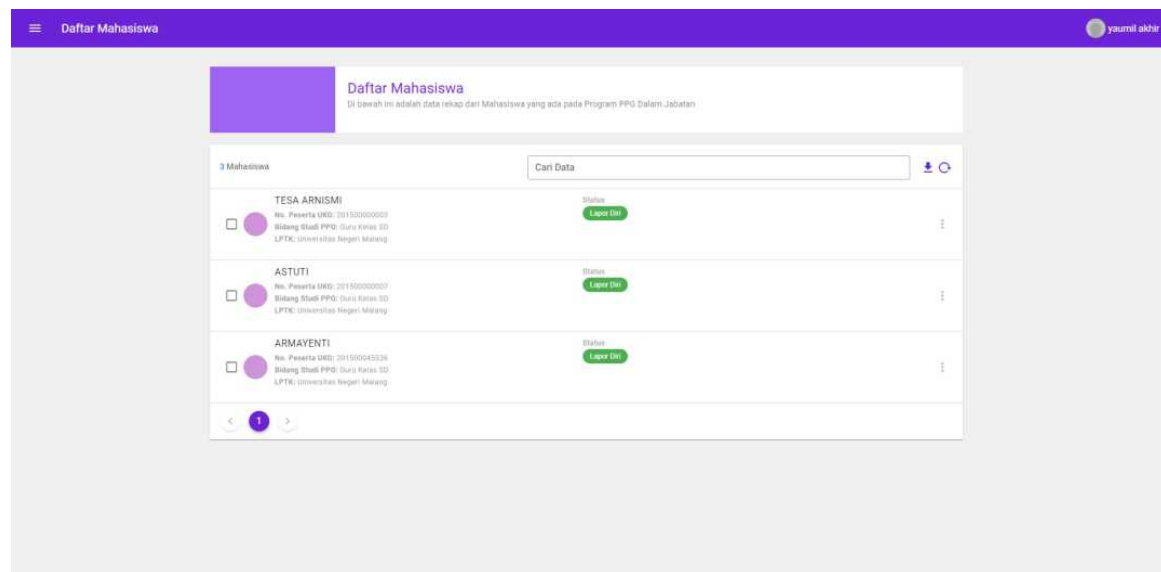 Daftar Mahasiswa
yaumil akhir
Daftar Mahasiswa
Di bawah ini adalah data rekap dari Mahasiswa yang ada pada Program PPG Dalam Jabatan
3 Mahasiswa
Cari Data
TESA ARNISMI
Status
No. Peserta UKG: 201500000003
Lapor Diri
Bidang Studi PPG: Guru Kelas SD
LPTK: Universitas Negeri Malang
ASTUTI
Status
No. Peserta UKG: 201500000007
Lapor Diri
Bidang Studi PPG: Guru Kelas SD
LPTK: Universitas Negeri Malang
ARMAYENTI
Status
No. Peserta UKG:
Lapor Diri
Bidang Studi PPG: Guru Kelas SD
LPTK: Universitas Negeri Malang
1